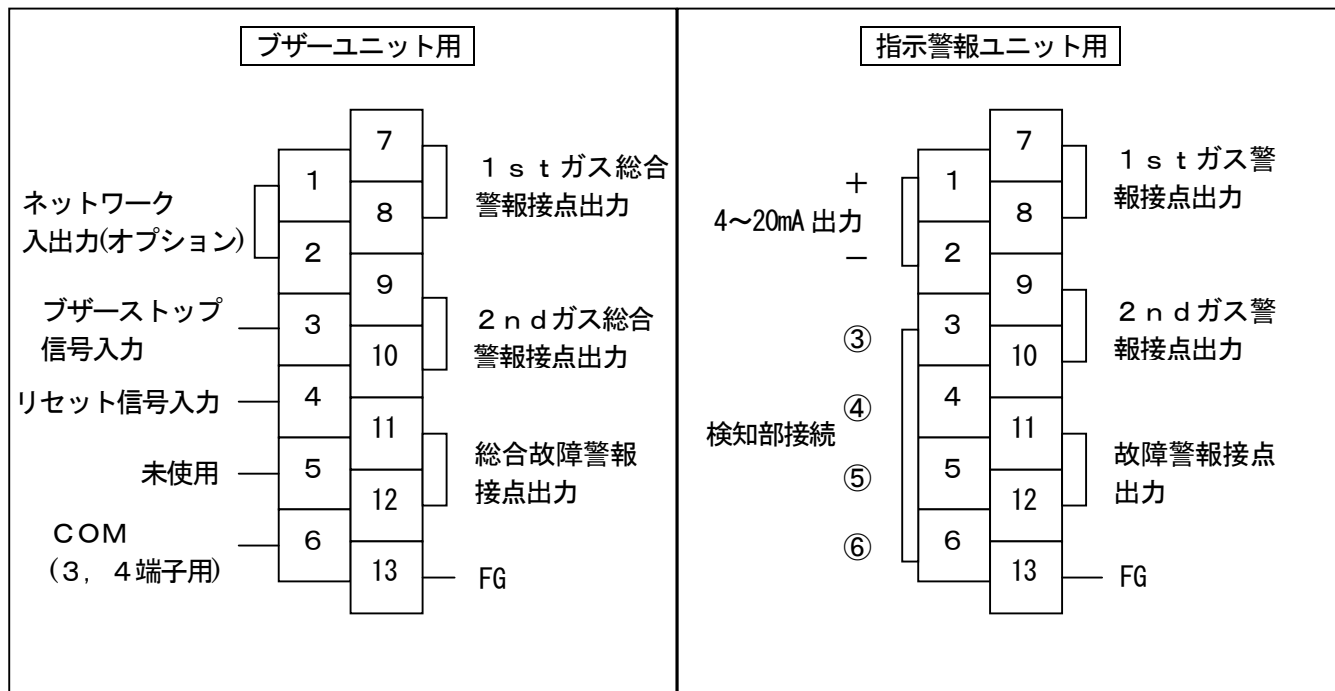 ブザーユニット用
ネットワーク
入出力(オプション)
ブザーストップ
信号入力
リセット信号入力
未使用
COM
(3, 4端子用)
1
2
3
4
5
6
7
8
9
10
11
12
13
1stガス総合
警報接点出力
2ndガス総合
警報接点出力
総合故障警報
接点出力
FG
指示警報ユニット用
+
4~20mA 出力
−
③
④
検知部接続
⑤
⑥
1
2
3
4
5
6
7
8
9
10
11
12
13
1stガス警
報接点出力
2ndガス警
報接点出力
故障警報接点
出力
FG